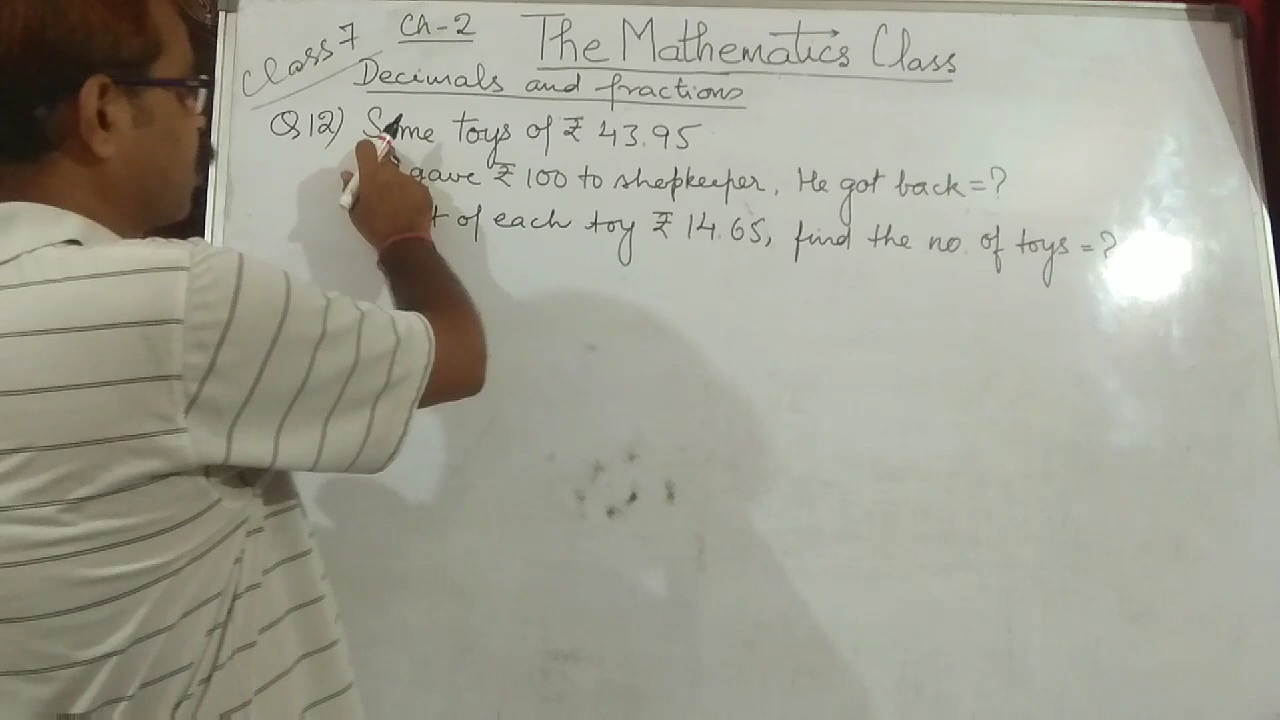 Class 7
Ch-2
The Mathematics Class
Decimals and fractions
Q12) Some toys of ₹ 43.95
gave ₹ 100 to shopkeeper. He got back = ?
of each toy ₹ 14.65, find the no. of toys = ?